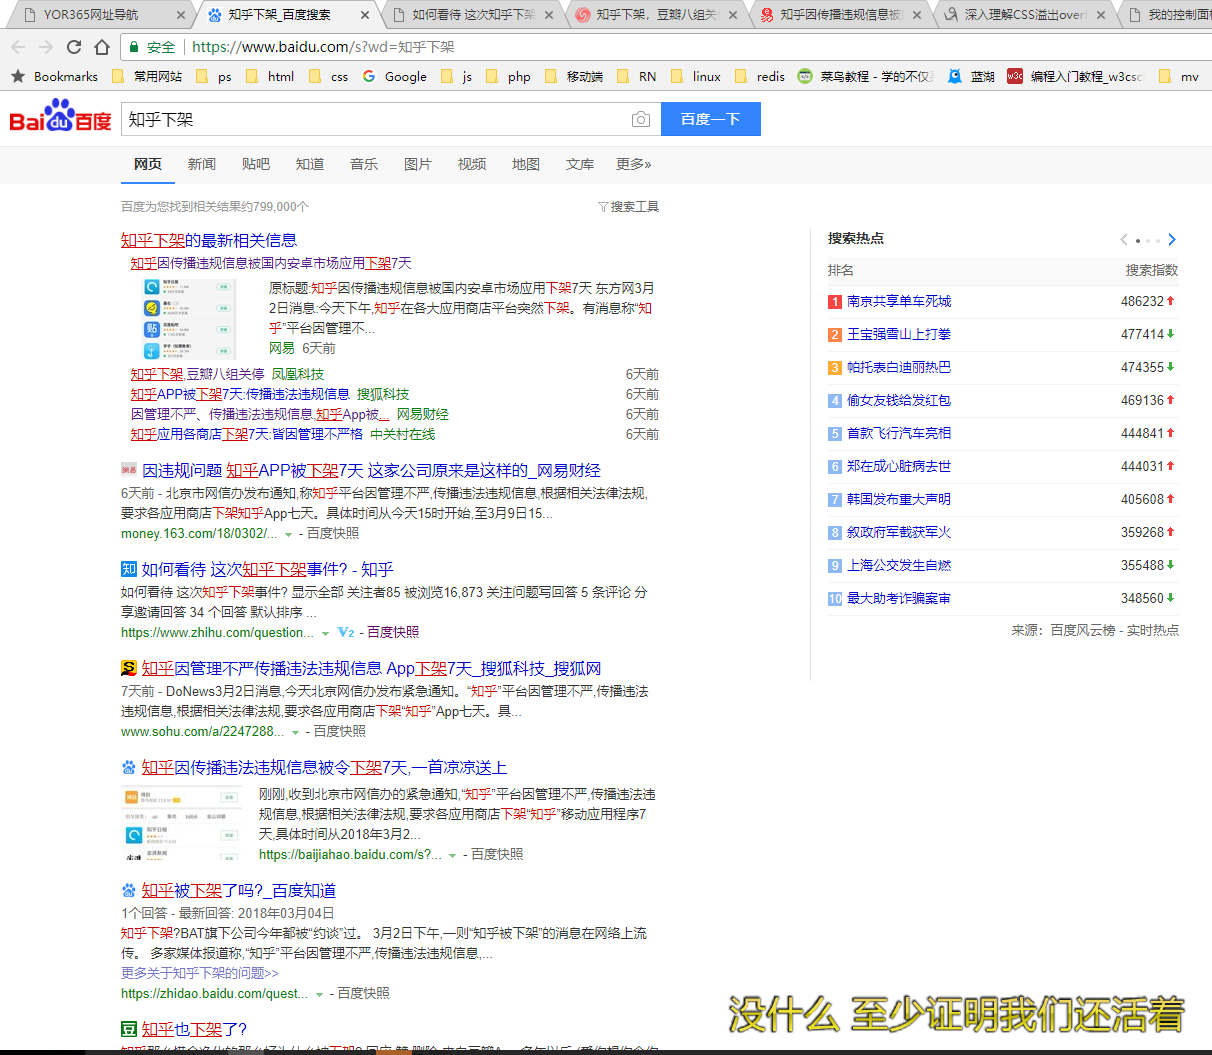 YOR365网址导航
知乎下架_百度搜索
如何看待 这次知乎下架
知乎下架，豆瓣八组关
知乎因传播违规信息被
深入理解CSS溢出over
我的控制面
安全 https://www.baidu.com/s?wd=知乎下架
Bookmarks 常用网站 ps html css Google js php 移动端 RN linux redis 菜鸟教程 - 学的不仅 蓝湖 编程入门教程_w3csc mv
Bai du 百度 知乎下架 百度一下
网页 新闻 贴吧 知道 音乐 图片 视频 地图 文库 更多»
百度为您找到相关结果约799,000个 搜索工具
知乎下架的最新相关信息
知乎因传播违规信息被国内安卓市场应用下架7天
原标题:知乎因传播违规信息被国内安卓市场应用下架7天 东方网3月
2日消息:今天下午,知乎在各大应用商店平台突然下架。有消息称“知
乎”平台因管理不...
网易 6天前
知乎下架,豆瓣八组关停 凤凰科技 6天前
知乎APP被下架7天:传播违法违规信息 搜狐科技 6天前
因管理不严、传播违法违规信息,知乎App被... 网易财经 6天前
知乎应用各商店下架7天:皆因管理不严格 中关村在线 6天前
因违规问题 知乎APP被下架7天 这家公司原来是这样的_网易财经
6天前 - 北京市网信办发布通知,称知乎平台因管理不严,传播违法违规信息,根据相关法律法规,
要求各应用商店下架知乎App七天。具体时间从今天15时开始,至3月9日15...
money.163.com/18/0302/... - 百度快照
知 如何看待 这次知乎下架事件? - 知乎
如何看待 这次知乎下架事件? 显示全部 关注者85 被浏览16,873 关注问题写回答 5 条评论 分
享邀请回答 34 个回答 默认排序 ...
https://www.zhihu.com/question... V2 - 百度快照
知乎因管理不严传播违法违规信息 App下架7天_搜狐科技_搜狐网
7天前 - DoNews3月2日消息,今天北京网信办发布紧急通知。“知乎”平台因管理不严,传播违法
违规信息,根据相关法律法规,要求各应用商店下架“知乎”App七天。具...
www.sohu.com/a/2247288... - 百度快照
知乎因传播违法违规信息被令下架7天,一首凉凉送上
刚刚,收到北京市网信办的紧急通知,“知乎”平台因管理不严,传播违法违
规信息,根据相关法律法规,要求各应用商店下架“知乎”移动应用程序7
天,具体时间从2018年3月2...
https://baijiahao.baidu.com/s?... - 百度快照
知乎被下架了吗?_百度知道
1个回答 - 最新回答: 2018年03月04日
知乎下架?BAT旗下公司今年都被“约谈”过。 3月2日下午,一则“知乎被下架”的消息在网络上流
传。 多家媒体报道称,“知乎”平台因管理不严,传播违法违规信息,...
更多关于知乎下架的问题>>
https://zhidao.baidu.com/quest... - 百度快照
豆 知乎也下架了?
搜索热点
排名 搜索指数
1 南京共享单车死城 486232
2 王宝强雪山上打拳 477414
3 帕托表白迪丽热巴 474355
4 偷女友钱给发红包 469136
5 首款飞行汽车亮相 444841
6 郑在成心脏病去世 444031
7 韩国发布重大声明 405608
8 叙政府军截获军火 359268
9 上海公交发生自燃 355488
10 最大助考诈骗案审 348560
来源：百度风云榜 - 实时热点
没什么 至少证明我们还活着